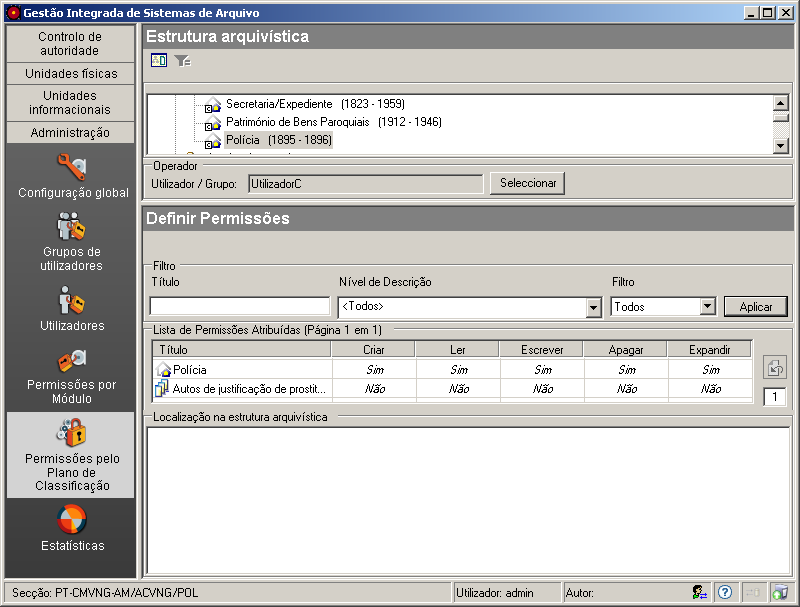 Gestão Integrada de Sistemas de Arquivo
Controlo de
autoridade
Unidades físicas
Unidades
informacionais
Administração
Configuração global
Grupos de
utilizadores
Utilizadores
Permissões por
Módulo
Permissões pelo
Plano de
Classificação
Estatísticas
Estrutura arquivística
Secretaria/Expediente (1823 - 1959)
Património de Bens Paroquiais (1912 - 1946)
Polícia (1895 - 1896)
Operador
Utilizador / Grupo: UtilizadorC Seleccionar
Definir Permissões
Filtro
Título Nível de Descrição Filtro
<Todos> Todos Aplicar
Lista de Permissões Atribuídas (Página 1 em 1)
Título Criar Ler Escrever Apagar Expandir
Polícia Sim Sim Sim Sim Sim
Autos de justificação de prostit... Não Não Não Não Não
1
Localização na estrutura arquivística
Secção: PT-CMVNG-AM/ACVNG/POL Utilizador: admin Autor: